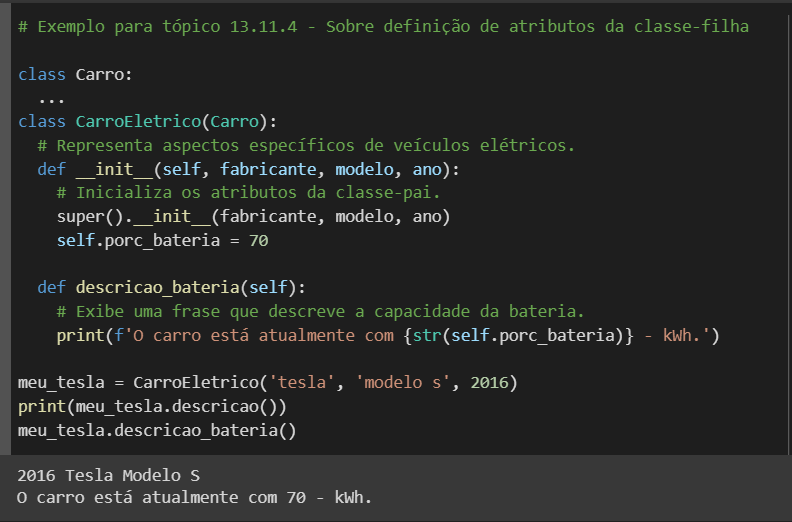 # Exemplo para tópico 13.11.4 - Sobre definição de atributos da classe-filha
class Carro:
  ...
class CarroEletrico(Carro):
  # Representa aspectos específicos de veículos elétricos.
  def __init__(self, fabricante, modelo, ano):
    # Inicializa os atributos da classe-pai.
    super().__init__(fabricante, modelo, ano)
    self.porc_bateria = 70
  def descricao_bateria(self):
    # Exibe uma frase que descreve a capacidade da bateria.
    print(f'O carro está atualmente com {str(self.porc_bateria)} - kWh.')
meu_tesla = CarroEletrico('tesla', 'modelo s', 2016)
print(meu_tesla.descricao())
meu_tesla.descricao_bateria()
2016 Tesla Modelo S
O carro está atualmente com 70 - kWh.